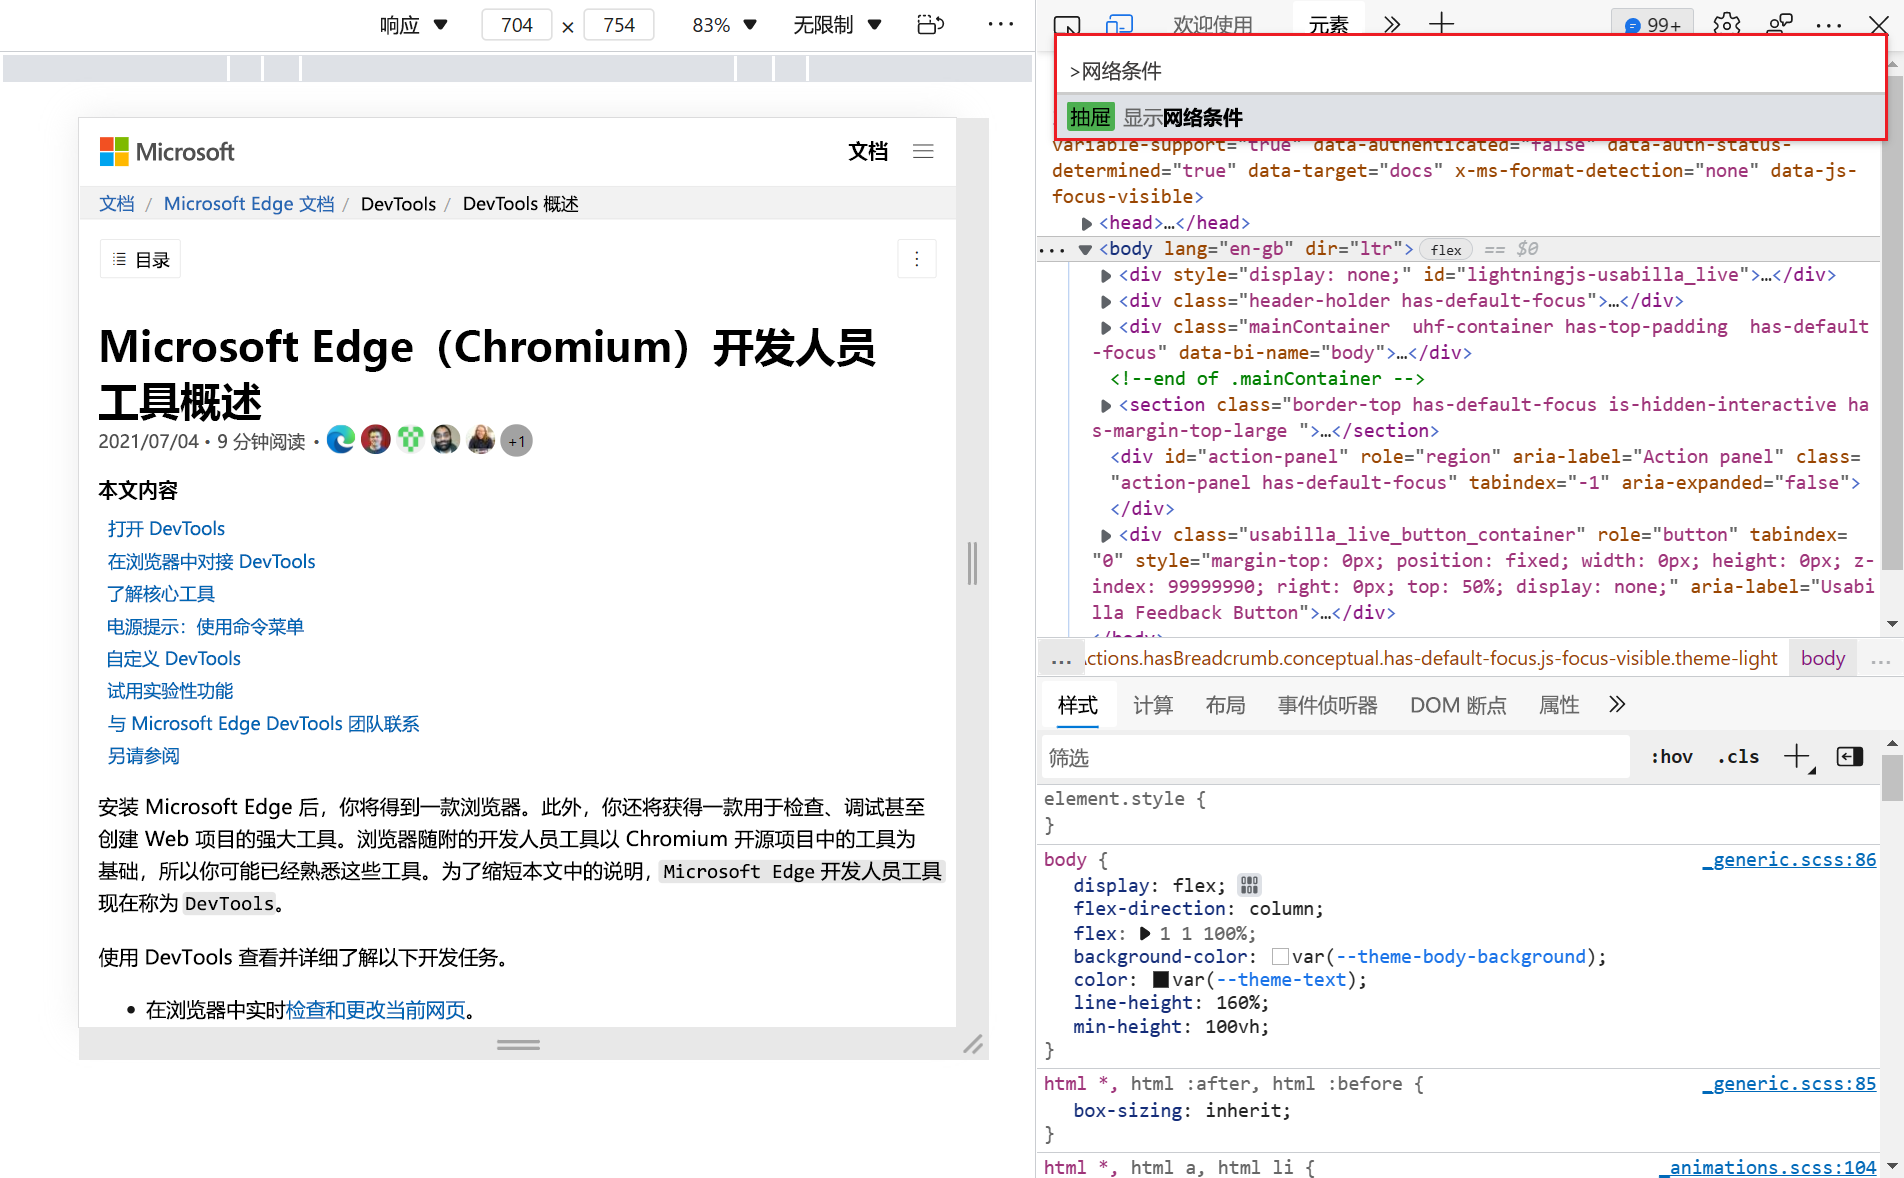 响应 704 × 754 83% 无限制
Microsoft 文档
文档 / Microsoft Edge 文档 / DevTools / DevTools 概述
目录
Microsoft Edge（Chromium）开发人员
工具概述
2021/07/04 • 9 分钟阅读 • +1
本文内容
打开 DevTools
在浏览器中对接 DevTools
了解核心工具
电源提示：使用命令菜单
自定义 DevTools
试用实验性功能
与 Microsoft Edge DevTools 团队联系
另请参阅
安装 Microsoft Edge 后，你将得到一款浏览器。此外，你还将获得一款用于检查、调试甚至
创建 Web 项目的强大工具。浏览器随附的开发人员工具以 Chromium 开源项目中的工具为
基础，所以你可能已经熟悉这些工具。为了缩短本文中的说明，Microsoft Edge 开发人员工具
现在称为 DevTools。
使用 DevTools 查看并详细了解以下开发任务。
• 在浏览器中实时检查和更改当前网页。
欢迎使用 元素 99+
>网络条件
抽屉 显示网络条件
variable-support="true" data-authenticated="false" data-auth-status-
determined="true" data-target="docs" x-ms-format-detection="none" data-js-
focus-visible>
<head>…</head>
<body lang="en-gb" dir="ltr"> flex == $0
<div style="display: none;" id="lightningjs-usabilla_live">…</div>
<div class="header-holder has-default-focus">…</div>
<div class="mainContainer  uhf-container has-top-padding  has-default
-focus" data-bi-name="body">…</div>
<!--end of .mainContainer -->
<section class="border-top has-default-focus is-hidden-interactive ha
s-margin-top-large ">…</section>
<div id="action-panel" role="region" aria-label="Action panel" class=
"action-panel has-default-focus" tabindex="-1" aria-expanded="false">
</div>
<div class="usabilla_live_button_container" role="button" tabindex=
"0" style="margin-top: 0px; position: fixed; width: 0px; height: 0px; z-
index: 99999990; right: 0px; top: 50%; display: none;" aria-label="Usabi
lla Feedback Button">…</div>
</body>
… ctions.hasBreadcrumb.conceptual.has-default-focus.js-focus-visible.theme-light body …
样式 计算 布局 事件侦听器 DOM 断点 属性
筛选 :hov .cls
element.style {
}
body { _generic.scss:86
display: flex;
flex-direction: column;
flex: 1 1 100%;
background-color: var(--theme-body-background);
color: var(--theme-text);
line-height: 160%;
min-height: 100vh;
}
html *, html :after, html :before { _generic.scss:85
box-sizing: inherit;
}
html *, html a, html li { _animations.scss:104